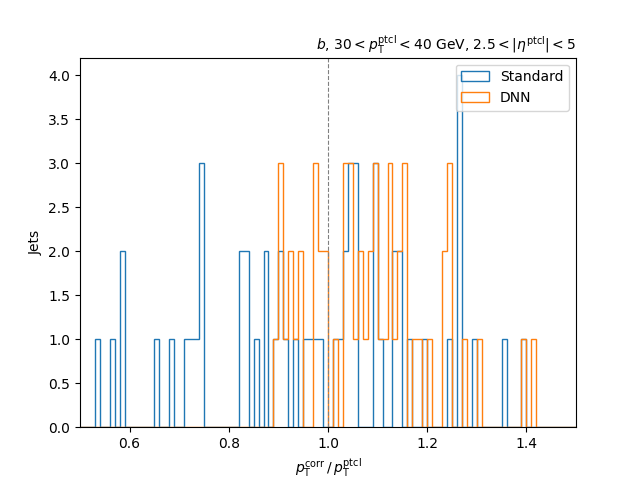 b, 30 < p_T^ptcl < 40 GeV, 2.5 < |η^ptcl| < 5
Standard
DNN
Jets
4.0
3.5
3.0
2.5
2.0
1.5
1.0
0.5
0.0
0.6 0.8 1.0 1.2 1.4
p_T^corr / p_T^ptcl